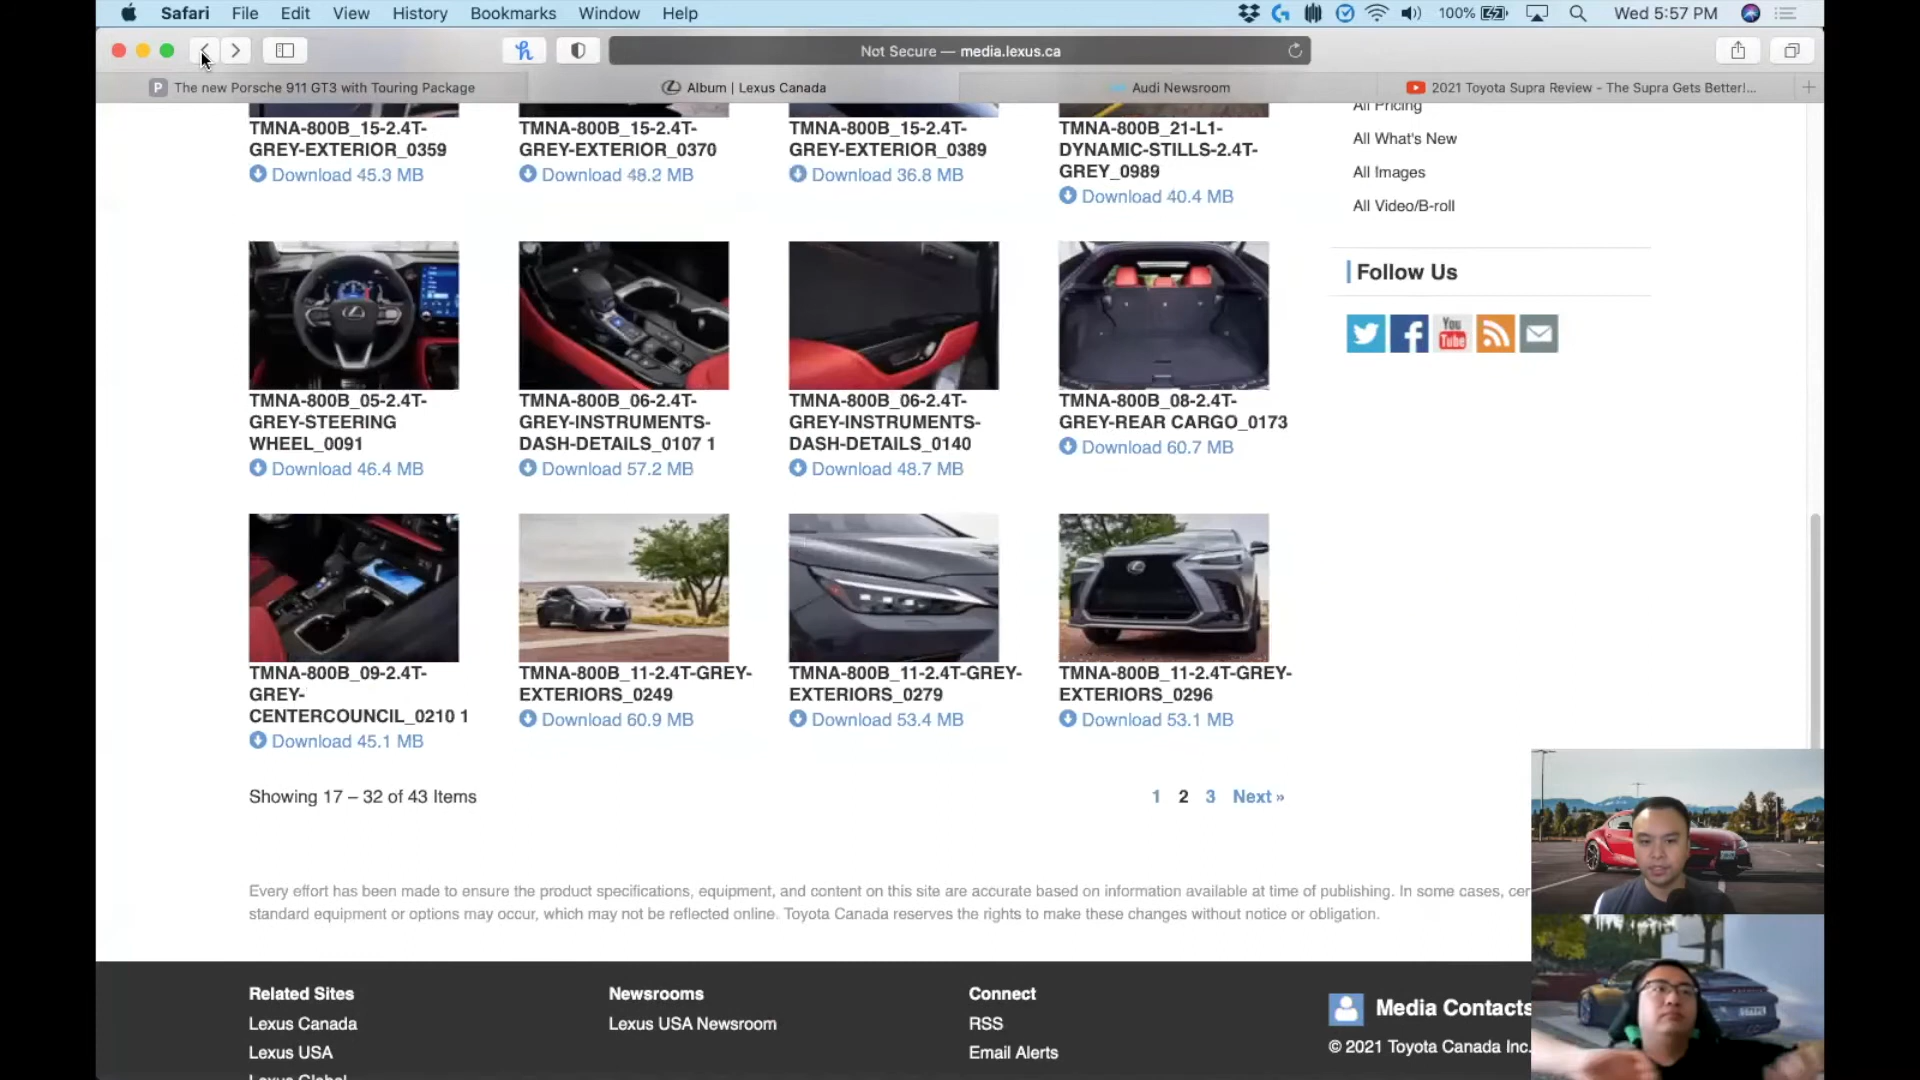 Safari File Edit View History Bookmarks Window Help 100% Wed 5:57 PM
Not Secure — media.lexus.ca
The new Porsche 911 GT3 with Touring Package
Album | Lexus Canada
Audi Newsroom
2021 Toyota Supra Review - The Supra Gets Better!...
TMNA-800B_15-2.4T-
GREY-EXTERIOR_0359
Download 45.3 MB
TMNA-800B_15-2.4T-
GREY-EXTERIOR_0370
Download 48.2 MB
TMNA-800B_15-2.4T-
GREY-EXTERIOR_0389
Download 36.8 MB
TMNA-800B_21-L1-
DYNAMIC-STILLS-2.4T-
GREY_0989
Download 40.4 MB
All Pricing
All What's New
All Images
All Video/B-roll
Follow Us
You
Tube
TMNA-800B_05-2.4T-
GREY-STEERING
WHEEL_0091
Download 46.4 MB
TMNA-800B_06-2.4T-
GREY-INSTRUMENTS-
DASH-DETAILS_0107 1
Download 57.2 MB
TMNA-800B_06-2.4T-
GREY-INSTRUMENTS-
DASH-DETAILS_0140
Download 48.7 MB
TMNA-800B_08-2.4T-
GREY-REAR CARGO_0173
Download 60.7 MB
TMNA-800B_09-2.4T-
GREY-
CENTERCOUNCIL_0210 1
Download 45.1 MB
TMNA-800B_11-2.4T-GREY-
EXTERIORS_0249
Download 60.9 MB
TMNA-800B_11-2.4T-GREY-
EXTERIORS_0279
Download 53.4 MB
TMNA-800B_11-2.4T-GREY-
EXTERIORS_0296
Download 53.1 MB
Showing 17 – 32 of 43 Items
1 2 3 Next »
Every effort has been made to ensure the product specifications, equipment, and content on this site are accurate based on information available at time of publishing. In some cases, cer
standard equipment or options may occur, which may not be reflected online. Toyota Canada reserves the rights to make these changes without notice or obligation.
Related Sites
Lexus Canada
Lexus USA
Lexus Global
Newsrooms
Lexus USA Newsroom
Connect
RSS
Email Alerts
Media Contacts
© 2021 Toyota Canada Inc.